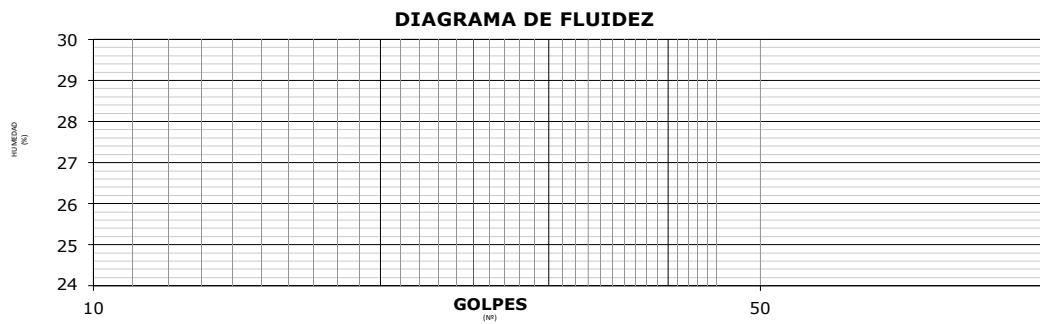 DIAGRAMA DE FLUIDEZ
30
29
28
27
26
25
24
HUMEDAD
(%)
10
50
GOLPES
(Nº)